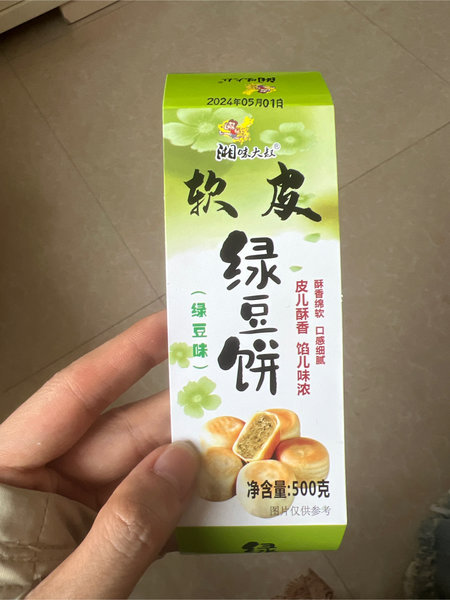 2024年05月01日
湘味大叔®
软皮
绿豆饼
（绿豆味）
酥香绵软 口感细腻
皮儿酥香 馅儿味浓
净含量:500克
图片仅供参考
绿豆